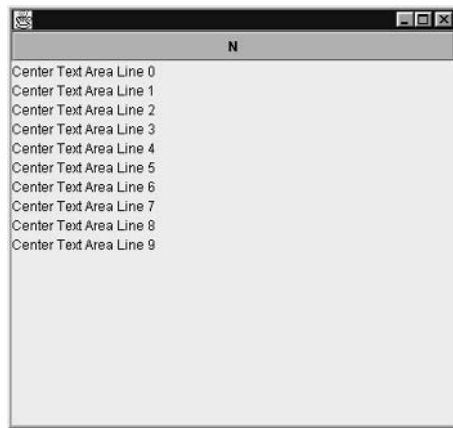 N
Center Text Area Line 0
Center Text Area Line 1
Center Text Area Line 2
Center Text Area Line 3
Center Text Area Line 4
Center Text Area Line 5
Center Text Area Line 6
Center Text Area Line 7
Center Text Area Line 8
Center Text Area Line 9